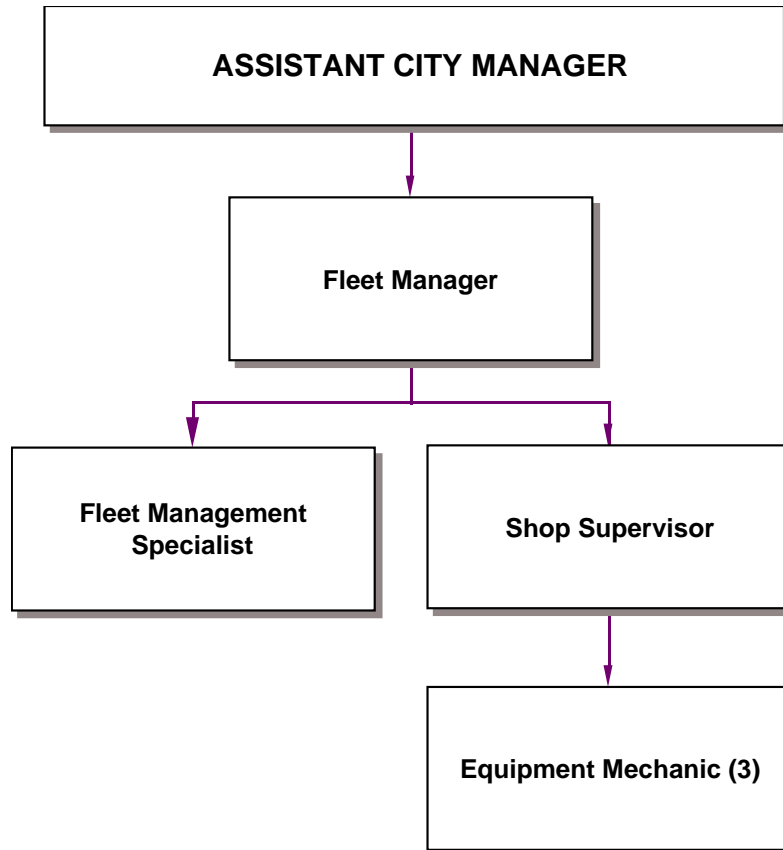 ASSISTANT CITY MANAGER
Fleet Manager
Fleet Management
Specialist
Shop Supervisor
Equipment Mechanic (3)